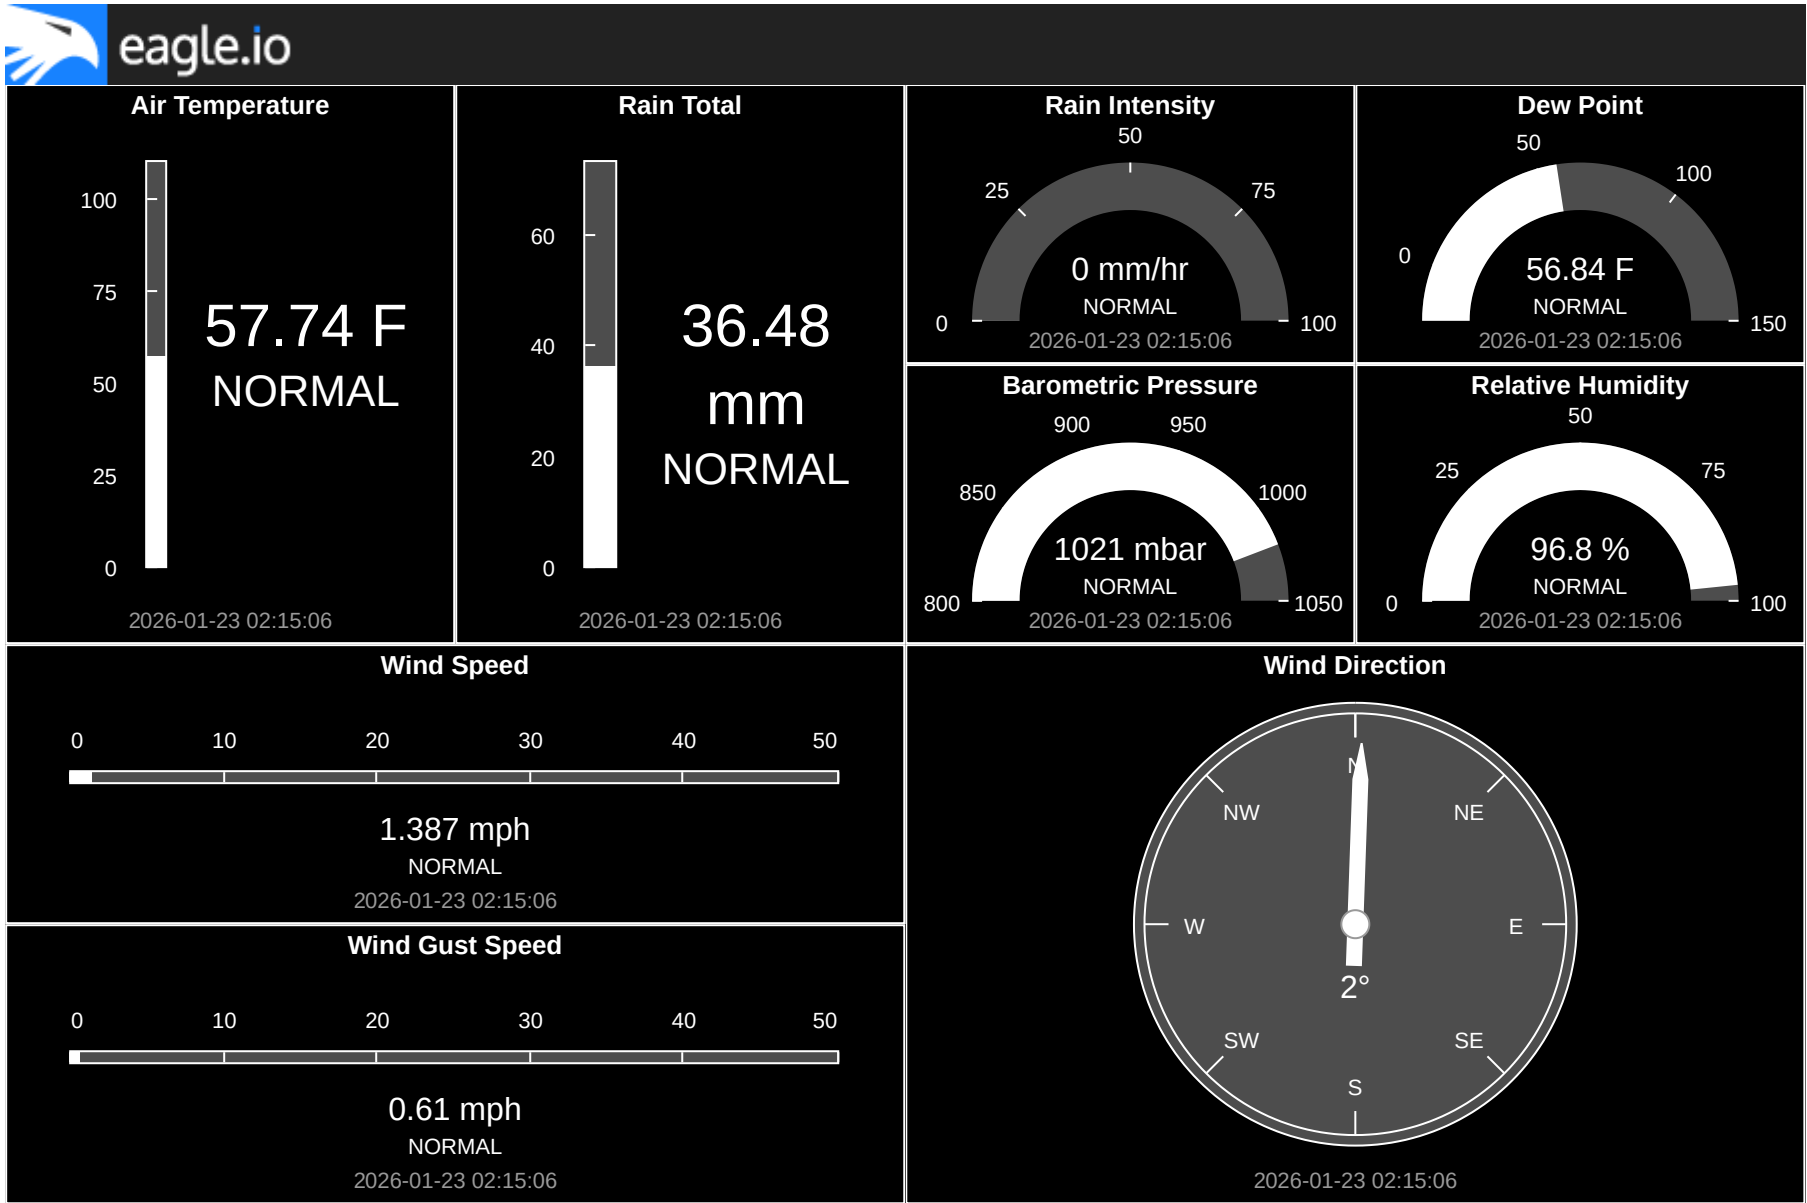 eagle.io
Air Temperature
100
75
50
25
0
57.74 F
NORMAL
2026-01-23 02:15:06
Rain Total
60
40
20
0
36.48
mm
NORMAL
2026-01-23 02:15:06
Rain Intensity
0
25
50
75
100
0 mm/hr
NORMAL
2026-01-23 02:15:06
Dew Point
0
50
100
150
56.84 F
NORMAL
2026-01-23 02:15:06
Barometric Pressure
800
850
900
950
1000
1050
1021 mbar
NORMAL
2026-01-23 02:15:06
Relative Humidity
0
25
50
75
100
96.8 %
NORMAL
2026-01-23 02:15:06
Wind Speed
0 10 20 30 40 50
1.387 mph
NORMAL
2026-01-23 02:15:06
Wind Gust Speed
0 10 20 30 40 50
0.61 mph
NORMAL
2026-01-23 02:15:06
Wind Direction
N
NW NE
W E
2°
SW SE
S
2026-01-23 02:15:06